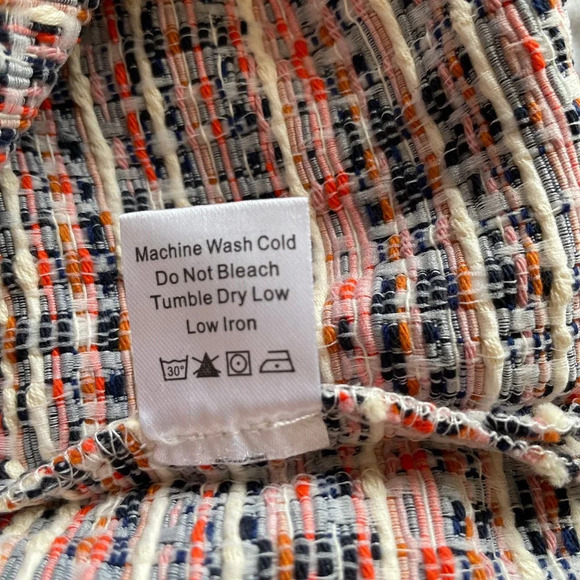 Machine Wash Cold
Do Not Bleach
Tumble Dry Low
Low Iron
30°